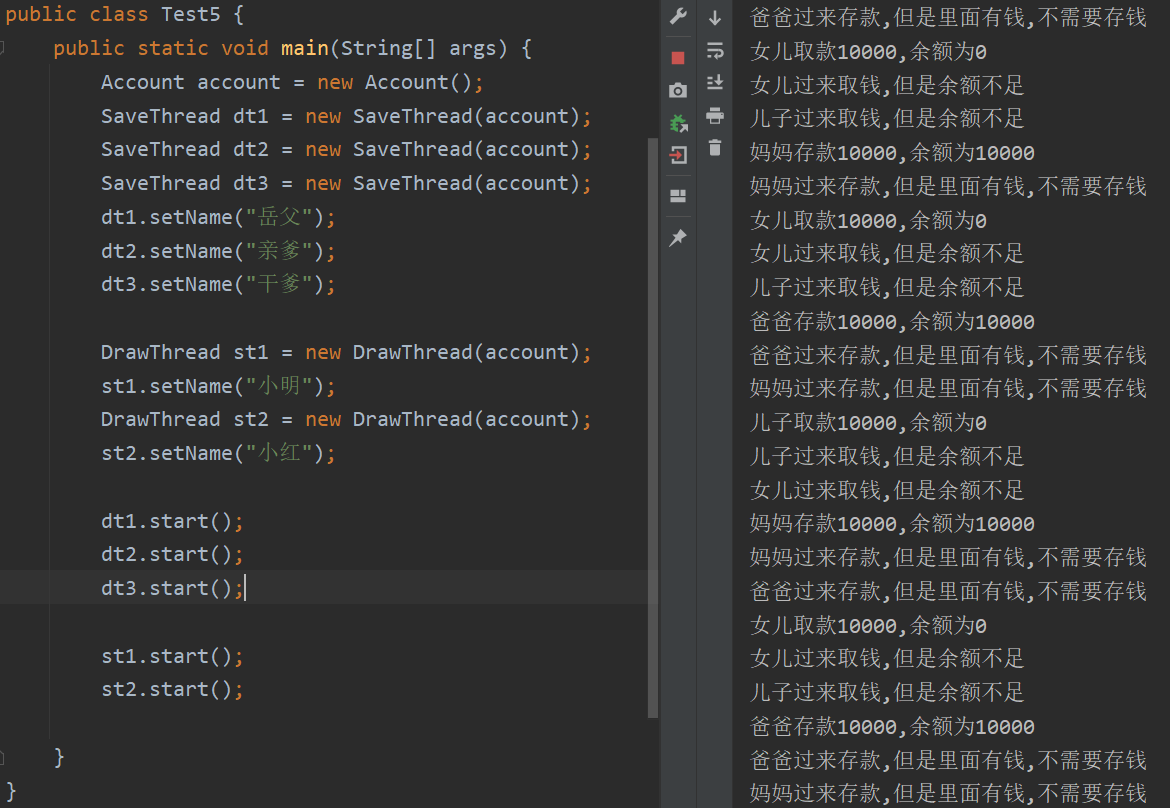 public class Test5 {
public static void main(String[] args) {
Account account = new Account();
SaveThread dt1 = new SaveThread(account);
SaveThread dt2 = new SaveThread(account);
SaveThread dt3 = new SaveThread(account);
dt1.setName("岳父");
dt2.setName("亲爹");
dt3.setName("干爹");
DrawThread st1 = new DrawThread(account);
st1.setName("小明");
DrawThread st2 = new DrawThread(account);
st2.setName("小红");
dt1.start();
dt2.start();
dt3.start();
st1.start();
st2.start();
}
}
爸爸过来存款,但是里面有钱,不需要存钱
女儿取款10000,余额为0
女儿过来取钱,但是余额不足
儿子过来取钱,但是余额不足
妈妈存款10000,余额为10000
妈妈过来存款,但是里面有钱,不需要存钱
女儿取款10000,余额为0
女儿过来取钱,但是余额不足
儿子过来取钱,但是余额不足
爸爸存款10000,余额为10000
爸爸过来存款,但是里面有钱,不需要存钱
妈妈过来存款,但是里面有钱,不需要存钱
儿子取款10000,余额为0
儿子过来取钱,但是余额不足
女儿过来取钱,但是余额不足
妈妈存款10000,余额为10000
妈妈过来存款,但是里面有钱,不需要存钱
爸爸过来存款,但是里面有钱,不需要存钱
女儿取款10000,余额为0
女儿过来取钱,但是余额不足
儿子过来取钱,但是余额不足
爸爸存款10000,余额为10000
爸爸过来存款,但是里面有钱,不需要存钱
妈妈过来存款,但是里面有钱,不需要存钱